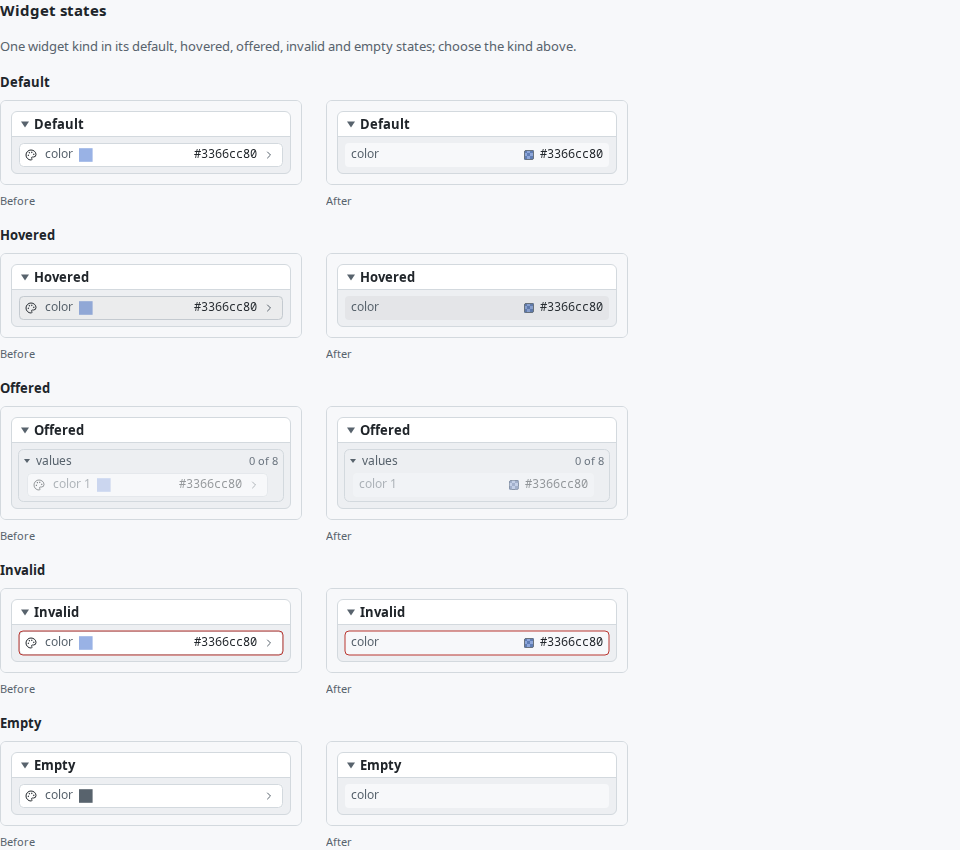 Widget states
One widget kind in its default, hovered, offered, invalid and empty states; choose the kind above.
Default
Default
color #3366cc80
Before
Default
color #3366cc80
After
Hovered
Hovered
color #3366cc80
Before
Hovered
color #3366cc80
After
Offered
Offered
values 0 of 8
color 1 #3366cc80
Before
Offered
values 0 of 8
color 1 #3366cc80
After
Invalid
Invalid
color #3366cc80
Before
Invalid
color #3366cc80
After
Empty
Empty
color
Before
Empty
color
After